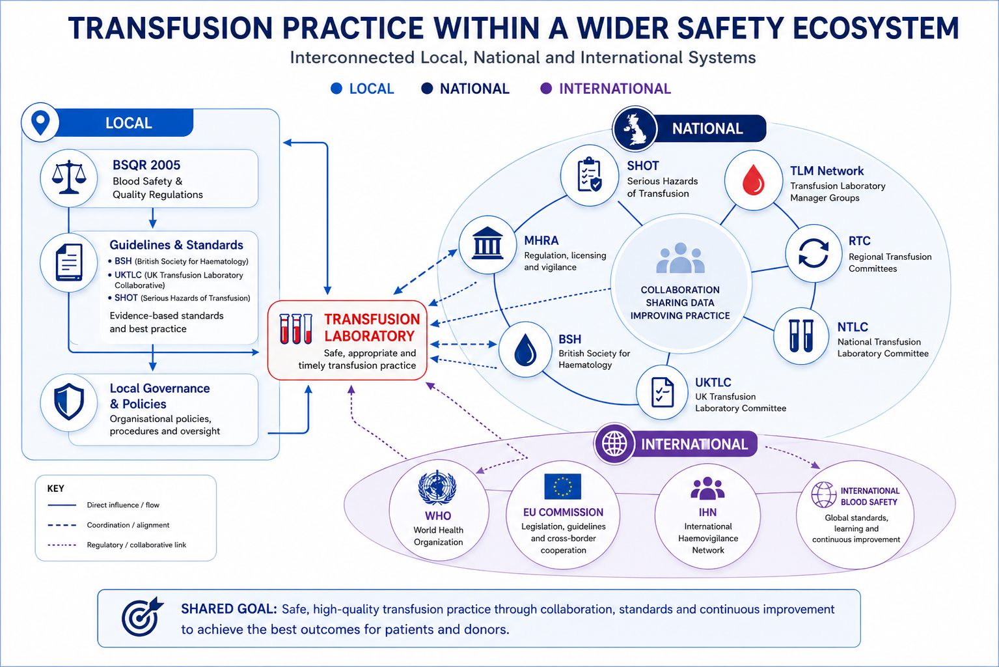 TRANSFUSION PRACTICE WITHIN A WIDER SAFETY ECOSYSTEM
Interconnected Local, National and International Systems
LOCAL
NATIONAL
INTERNATIONAL
LOCAL
BSQR 2005
Blood Safety &
Quality Regulations
Guidelines & Standards
• BSH (British Society for Haematology)
• UKTLC (UK Transfusion Laboratory
Collaborative)
• SHOT (Serious Hazards of Transfusion)
Evidence-based standards
and best practice
Local Governance
& Policies
Organisational policies,
procedures and oversight
TRANSFUSION
LABORATORY
Safe, appropriate and
timely transfusion practice
NATIONAL
SHOT
Serious Hazards
of Transfusion
TLM Network
Transfusion Laboratory
Manager Groups
MHRA
Regulation, licensing
and vigilance
RTC
Regional Transfusion
Committees
COLLABORATION
SHARING DATA
IMPROVING PRACTICE
NTLC
National Transfusion
Laboratory Committee
BSH
British Society for
Haematology
UKTLC
UK Transfusion
Laboratory Committee
INTERNATIONAL
WHO
World Health
Organization
EU COMMISSION
Legislation, guidelines
and cross-border
cooperation
IHN
International
Haemovigilance
Network
INTERNATIONAL
BLOOD SAFETY
Global standards,
learning and
continuous improvement
KEY
Direct influence / flow
Coordination / alignment
Regulatory / collaborative link
SHARED GOAL: Safe, high-quality transfusion practice through collaboration, standards and continuous improvement
to achieve the best outcomes for patients and donors.